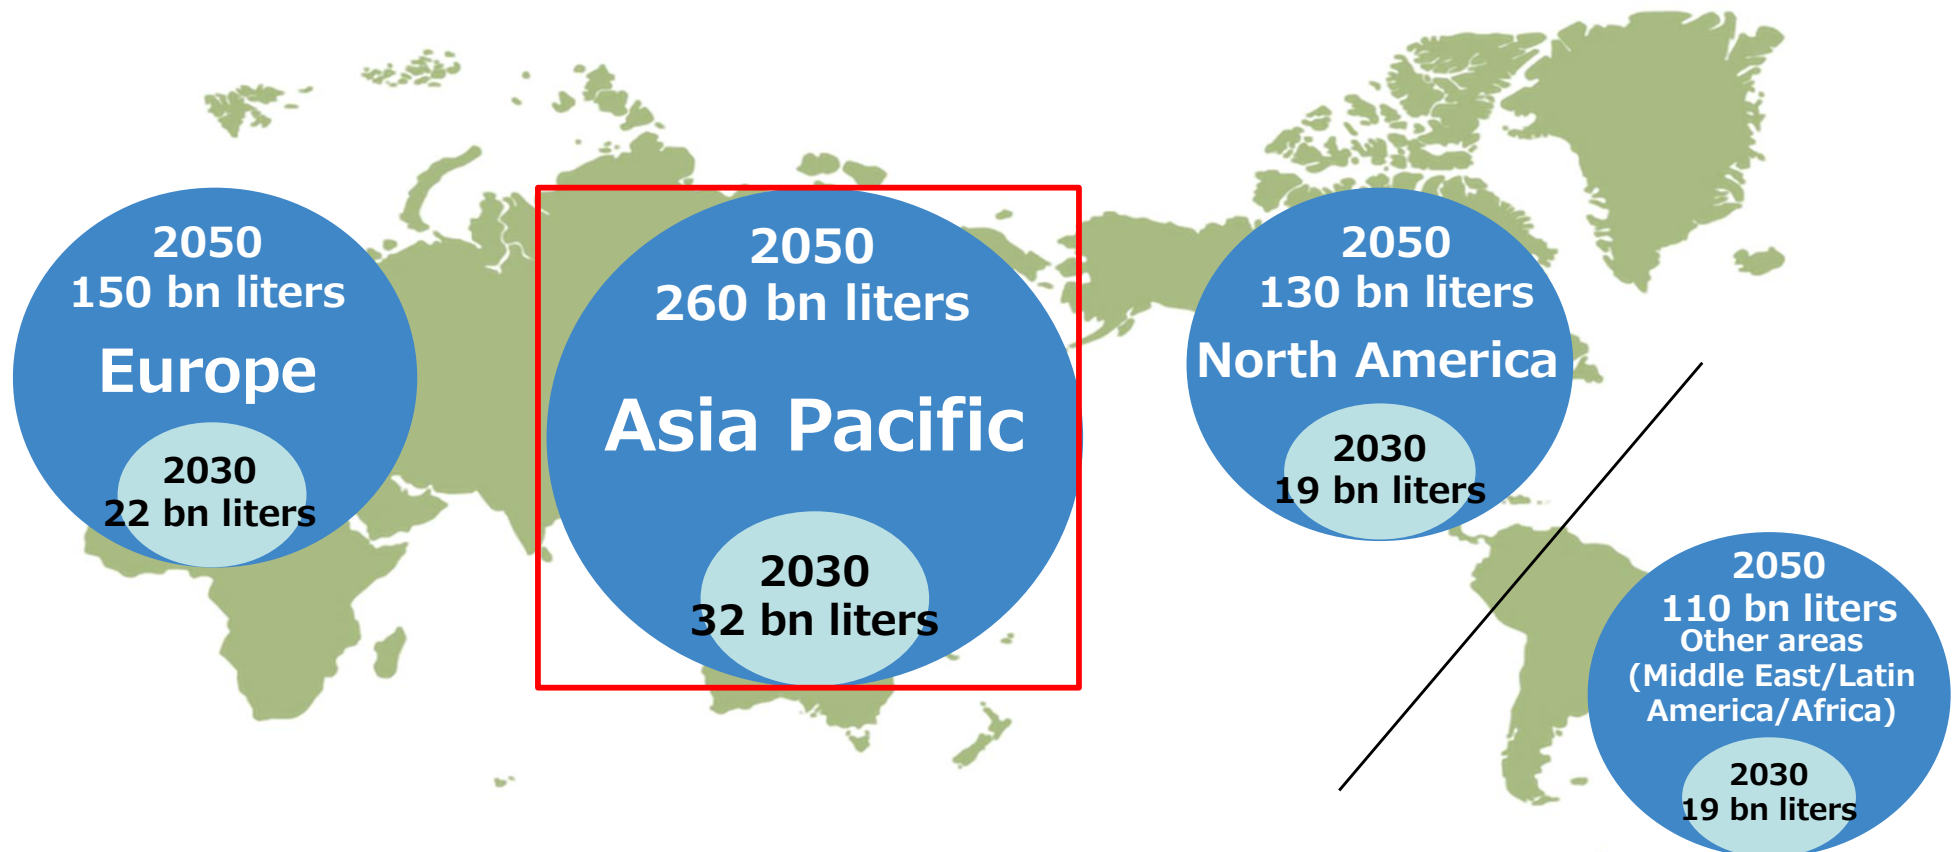 2050
150 bn liters
Europe
2030
22 bn liters
2050
260 bn liters
Asia Pacific
2030
32 bn liters
2050
130 bn liters
North America
2030
19 bn liters
2050
110 bn liters
Other areas
(Middle East/Latin
America/Africa)
2030
19 bn liters